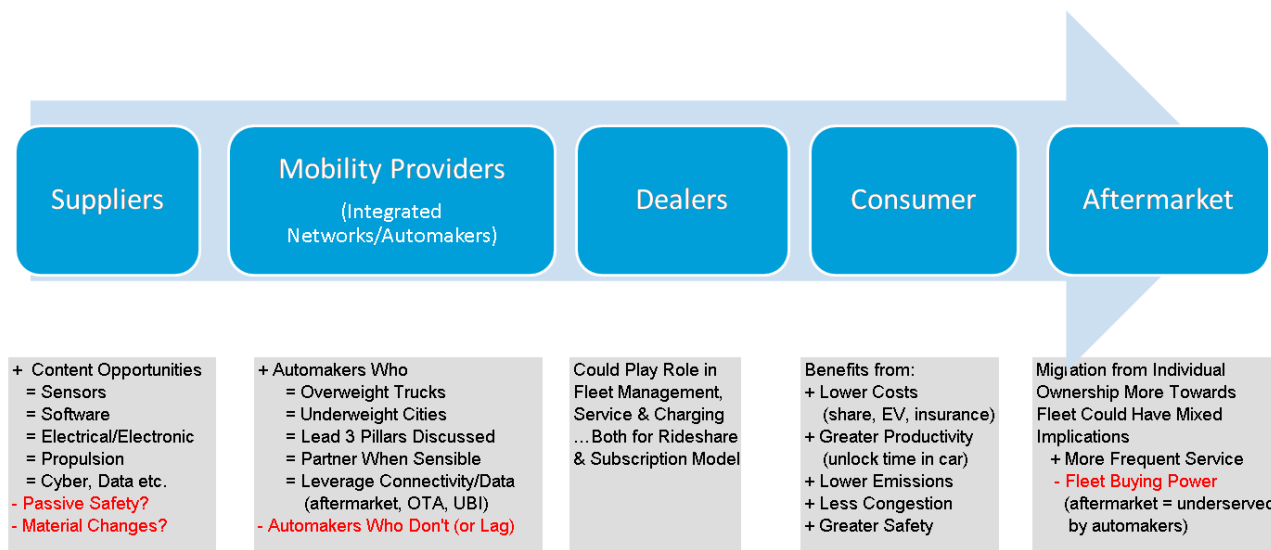 Suppliers
Mobility Providers
(Integrated
Networks/Automakers)
Dealers
Consumer
Aftermarket
+ Content Opportunities
= Sensors
= Software
= Electrical/Electronic
= Propulsion
= Cyber, Data etc.
- Passive Safety?
- Material Changes?
+ Automakers Who
= Overweight Trucks
= Underweight Cities
= Lead 3 Pillars Discussed
= Partner When Sensible
= Leverage Connectivity/Data
(aftermarket, OTA, UBI)
- Automakers Who Don't (or Lag)
Could Play Role in
Fleet Management,
Service & Charging
…Both for Rideshare
& Subscription Model
Benefits from:
+ Lower Costs
(share, EV, insurance)
+ Greater Productivity
(unlock time in car)
+ Lower Emissions
+ Less Congestion
+ Greater Safety
Migration from Individual
Ownership More Towards
Fleet Could Have Mixed
Implications
+ More Frequent Service
- Fleet Buying Power
(aftermarket = underserved
by automakers)